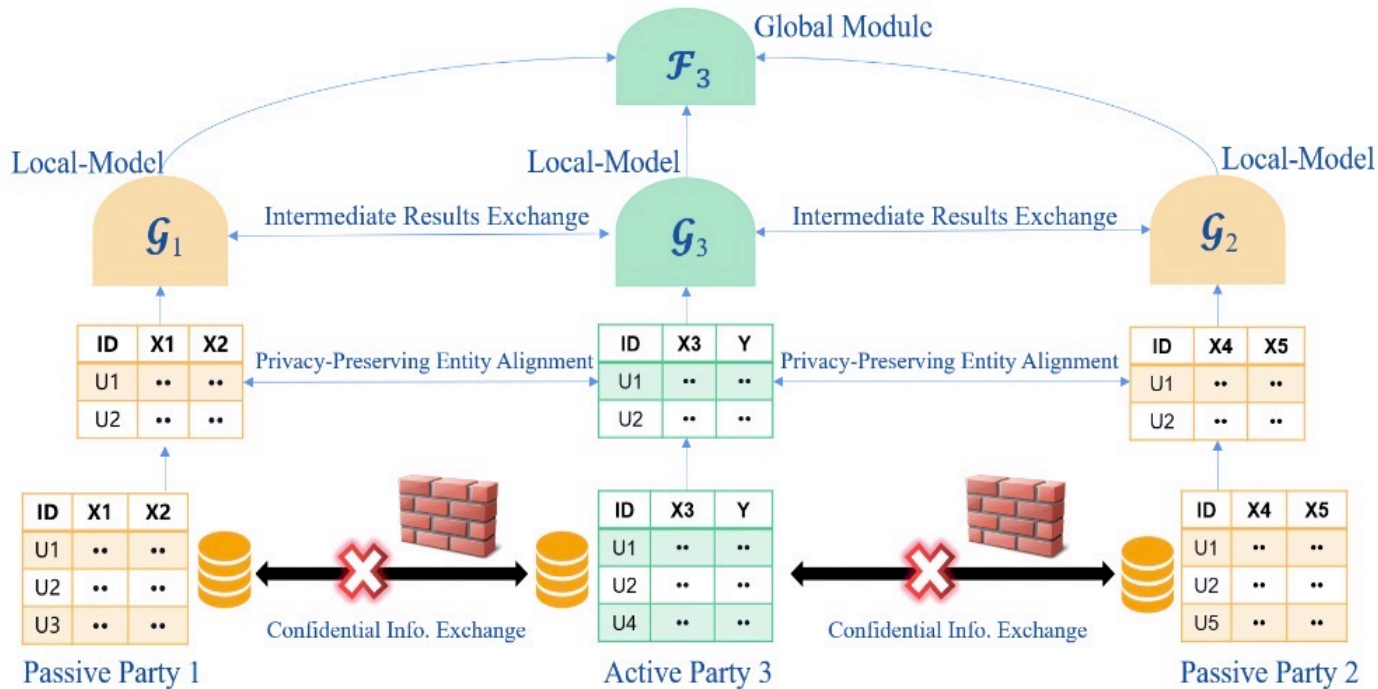 Global Module
𝓕₃
Local-Model
Local-Model
Local-Model
𝓖₁
Intermediate Results Exchange
𝓖₃
Intermediate Results Exchange
𝓖₂
ID X1 X2
U1 •• ••
U2 •• ••
Privacy-Preserving Entity Alignment
ID X3 Y
U1 •• ••
U2 •• ••
Privacy-Preserving Entity Alignment
ID X4 X5
U1 •• ••
U2 •• ••
ID X1 X2
U1 •• ••
U2 •• ••
U3 •• ••
Confidential Info. Exchange
ID X3 Y
U1 •• ••
U2 •• ••
U4 •• ••
Confidential Info. Exchange
ID X4 X5
U1 •• ••
U2 •• ••
U5 •• ••
Passive Party 1
Active Party 3
Passive Party 2